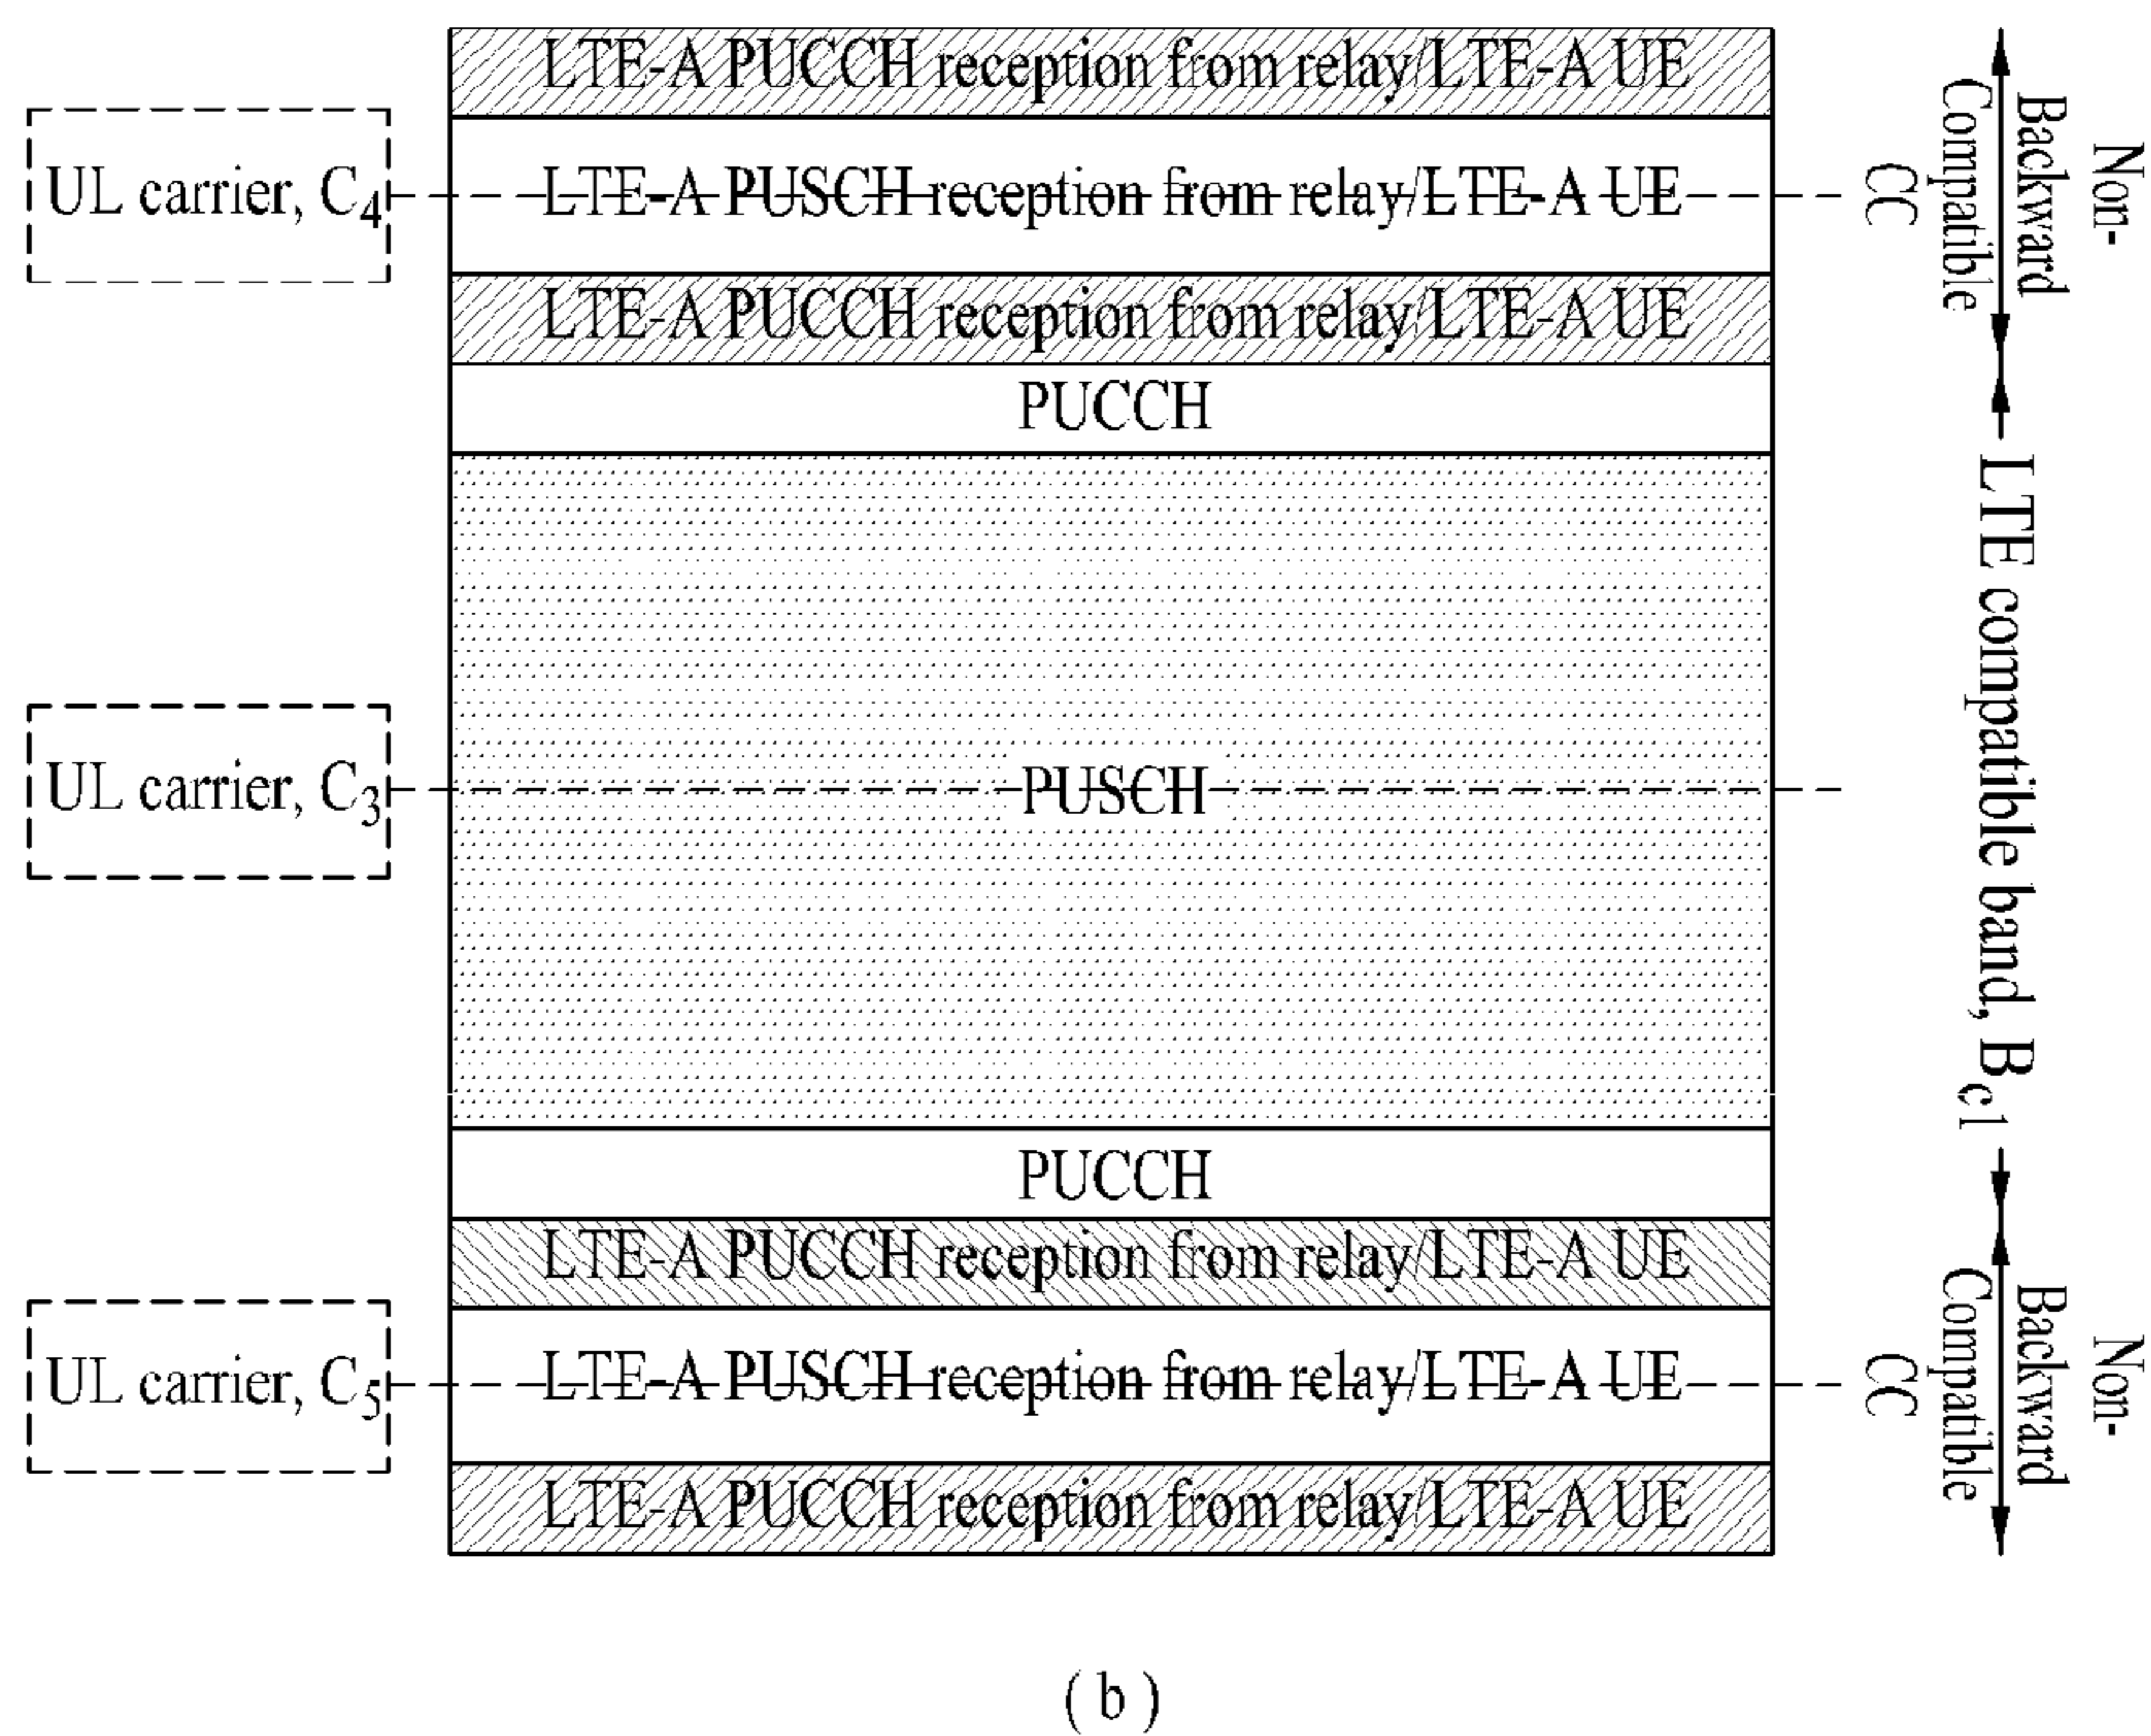 LTE-A PUCCH reception from relay/LTE-A UE
UL carrier, C4
LTE-A PUSCH reception from relay/LTE-A UE
LTE-A PUCCH reception from relay/LTE-A UE
Non-
Backward
Compatible
CC
PUCCH
UL carrier, C3
PUSCH
LTE compatible band, Bc1
PUCCH
LTE-A PUCCH reception from relay/LTE-A UE
UL carrier, C5
LTE-A PUSCH reception from relay/LTE-A UE
LTE-A PUCCH reception from relay/LTE-A UE
Non-
Backward
Compatible
CC
( b )